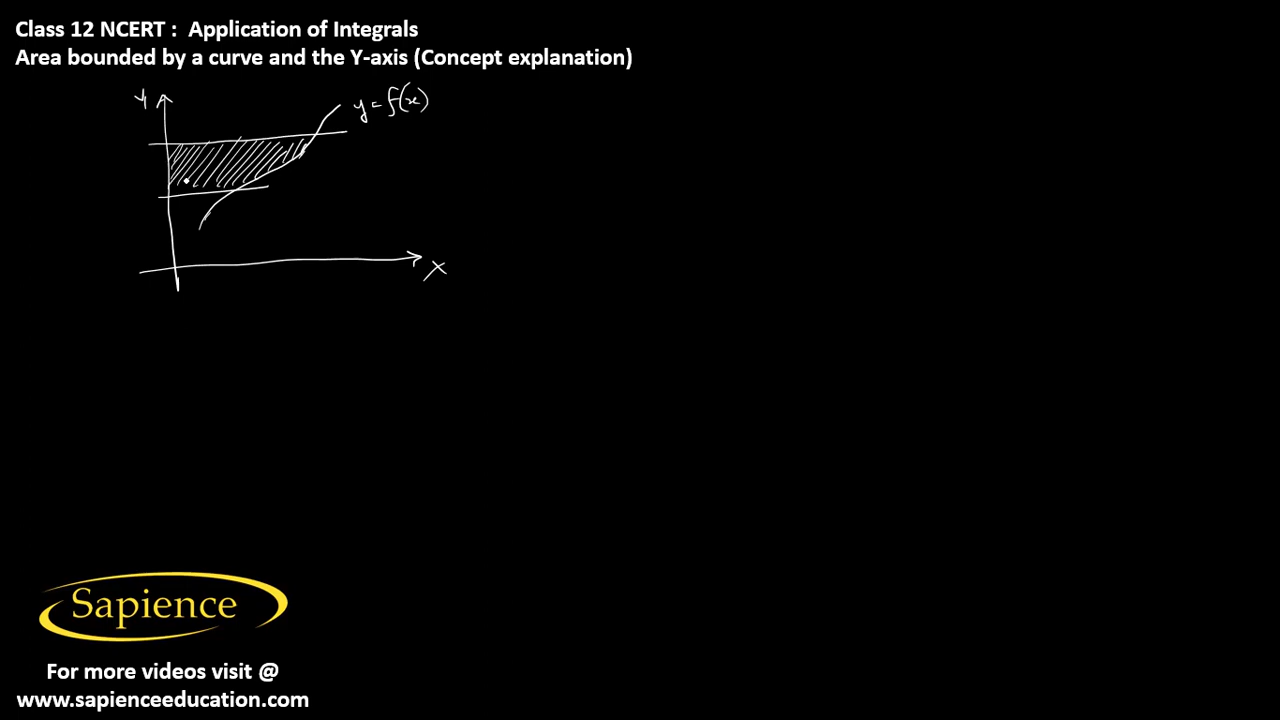 Class 12 NCERT : Application of Integrals
Area bounded by a curve and the Y-axis (Concept explanation)
Y
y = f(x)
X
Sapience
For more videos visit @
www.sapienceeducation.com